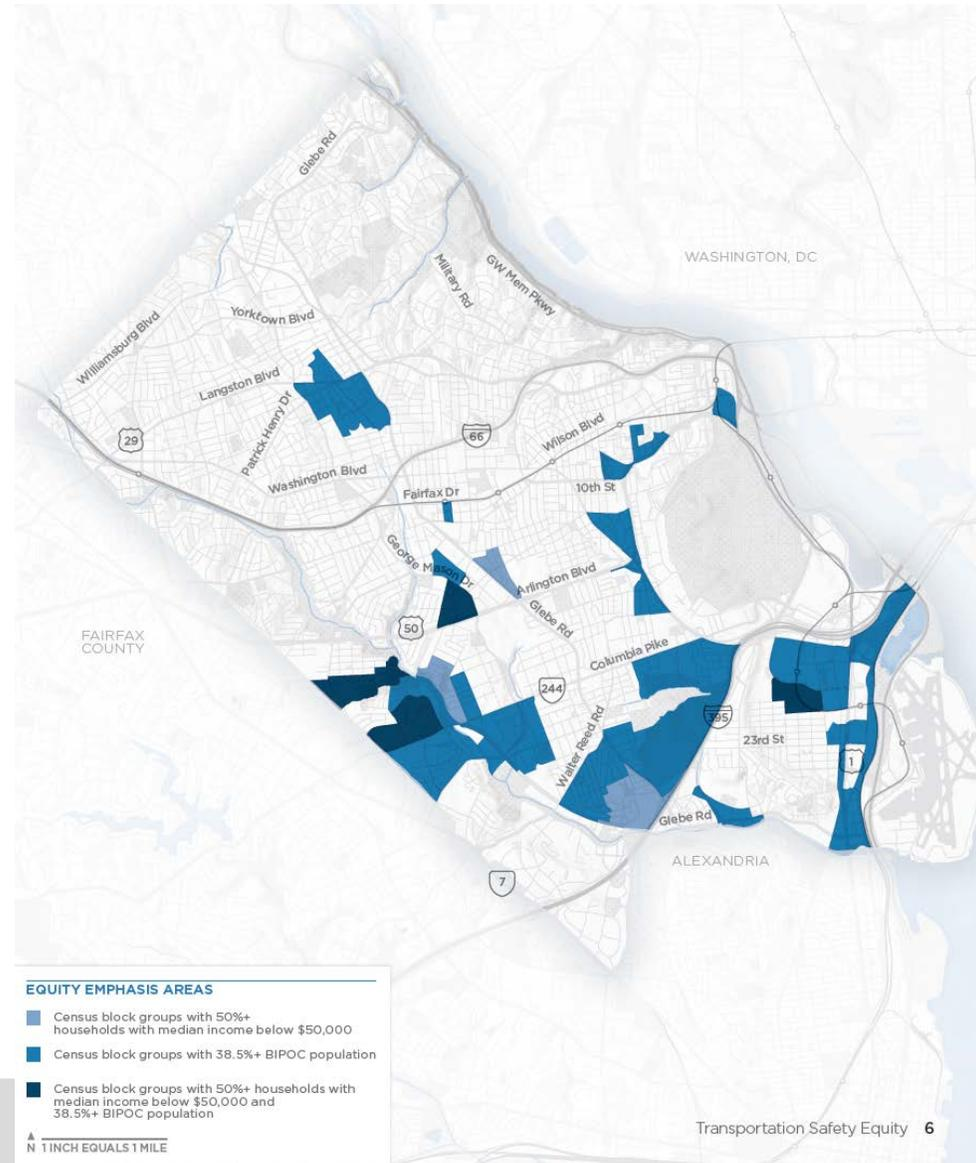 Glebe Rd
WASHINGTON, DC
Military Rd
GW Mem Pkwy
Yorktown Blvd
Williamsburg Blvd
Langston Blvd
Patrick Henry Dr
29
66
Wilson Blvd
Washington Blvd
Fairfax Dr
10th St
George Mason Dr
Arlington Blvd
Glebe Rd
50
FAIRFAX
COUNTY
Columbia Pike
244
395
Walter Reed Rd
23rd St
1
Glebe Rd
ALEXANDRIA
7
EQUITY EMPHASIS AREAS
Census block groups with 50%+
households with median income below $50,000
Census block groups with 38.5%+ BIPOC population
Census block groups with 50%+ households with
median income below $50,000 and
38.5%+ BIPOC population
N 1 INCH EQUALS 1 MILE
Transportation Safety Equity 6